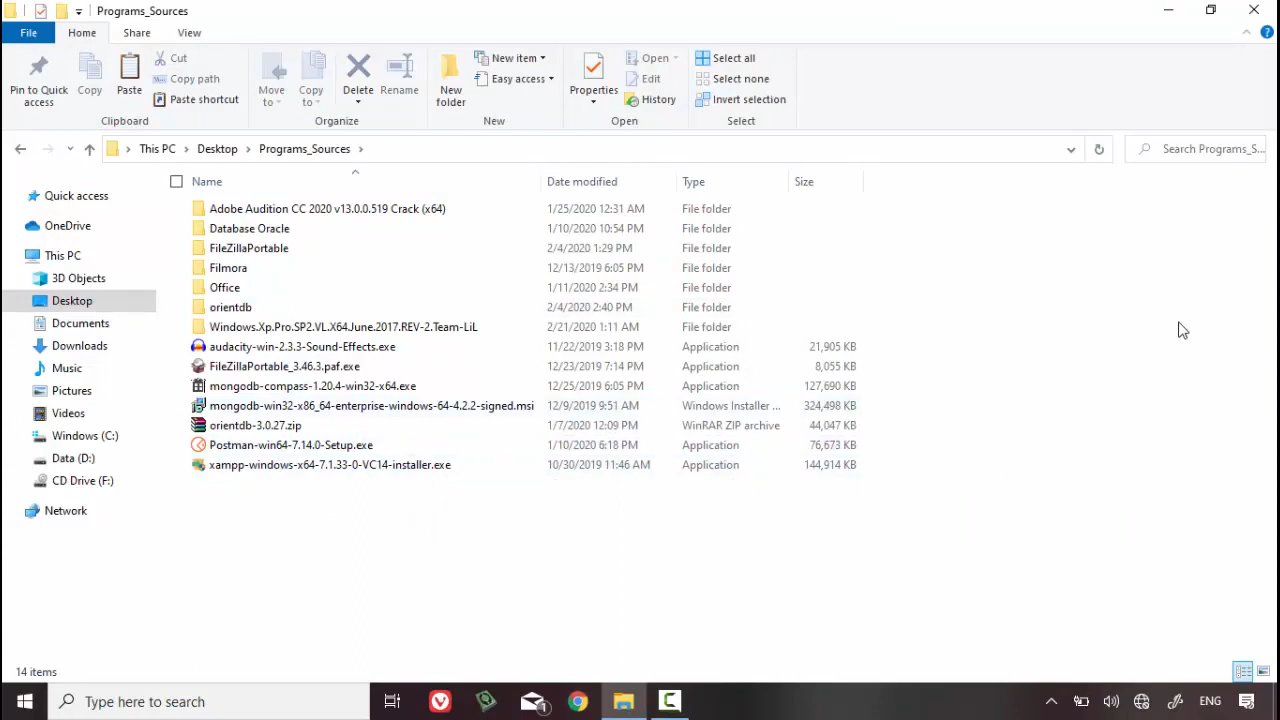 Programs_Sources
File
Home
Share
View
Pin to Quick access
Copy
Paste
Cut
Copy path
Paste shortcut
Clipboard
Move to
Copy to
Delete
Rename
Organize
New folder
New item
Easy access
New
Properties
Open
Edit
History
Open
Select all
Select none
Invert selection
Select
This PC > Desktop > Programs_Sources >
Search Programs_S...
Quick access
OneDrive
This PC
3D Objects
Desktop
Documents
Downloads
Music
Pictures
Videos
Windows (C:)
Data (D:)
CD Drive (F:)
Network
Name Date modified Type Size
Adobe Audition CC 2020 v13.0.0.519 Crack (x64) 1/25/2020 12:31 AM File folder
Database Oracle 1/10/2020 10:54 PM File folder
FileZillaPortable 2/4/2020 1:29 PM File folder
Filmora 12/13/2019 6:05 PM File folder
Office 1/11/2020 2:34 PM File folder
orientdb 2/4/2020 2:40 PM File folder
Windows.Xp.Pro.SP2.VL.X64.June.2017.REV-2.Team-LiL 2/21/2020 1:11 AM File folder
audacity-win-2.3.3-Sound-Effects.exe 11/22/2019 3:18 PM Application 21,905 KB
FileZillaPortable_3.46.3.paf.exe 12/23/2019 7:14 PM Application 8,055 KB
mongodb-compass-1.20.4-win32-x64.exe 12/25/2019 6:05 PM Application 127,690 KB
mongodb-win32-x86_64-enterprise-windows-64-4.2.2-signed.msi 12/9/2019 9:51 AM Windows Installer ... 324,498 KB
orientdb-3.0.27.zip 1/7/2020 12:09 PM WinRAR ZIP archive 44,047 KB
Postman-win64-7.14.0-Setup.exe 1/10/2020 6:18 PM Application 76,673 KB
xampp-windows-x64-7.1.33-0-VC14-installer.exe 10/30/2019 11:46 AM Application 144,914 KB
14 items
Type here to search
1
ENG